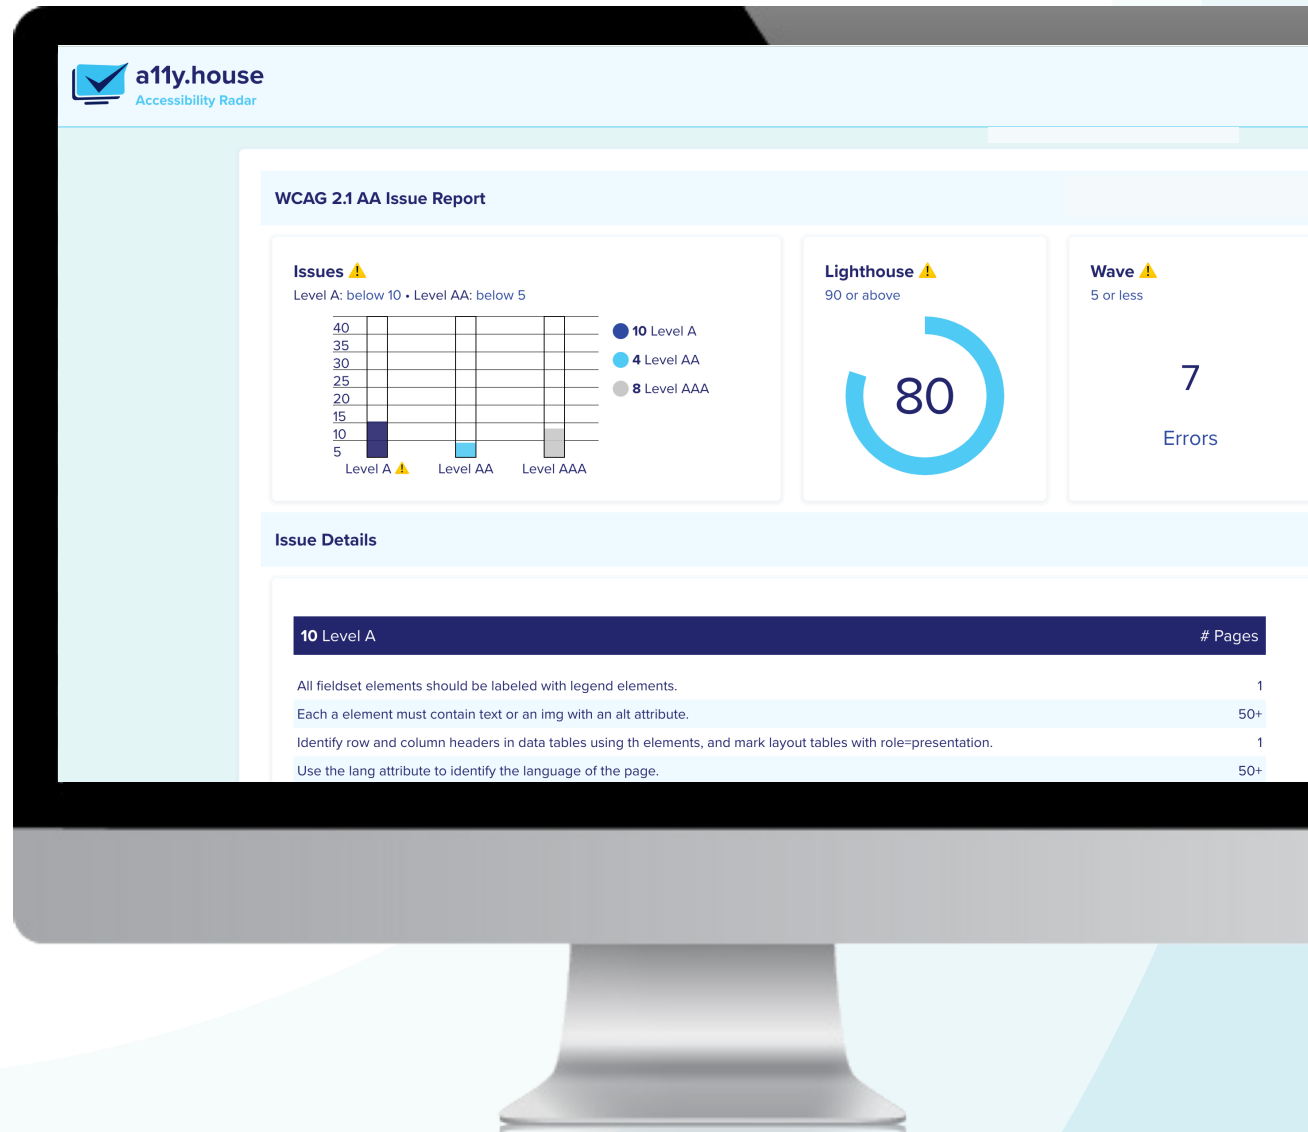 a11y.house
Accessibility Radar
WCAG 2.1 AA Issue Report
Issues
Level A: below 10 • Level AA: below 5
40
35
30
25
20
15
10
5
Level A
Level AA
Level AAA
10 Level A
4 Level AA
8 Level AAA
Lighthouse
90 or above
80
Wave
5 or less
7
Errors
Issue Details
10 Level A # Pages
All fieldset elements should be labeled with legend elements. 1
Each a element must contain text or an img with an alt attribute. 50+
Identify row and column headers in data tables using th elements, and mark layout tables with role=presentation. 1
Use the lang attribute to identify the language of the page. 50+